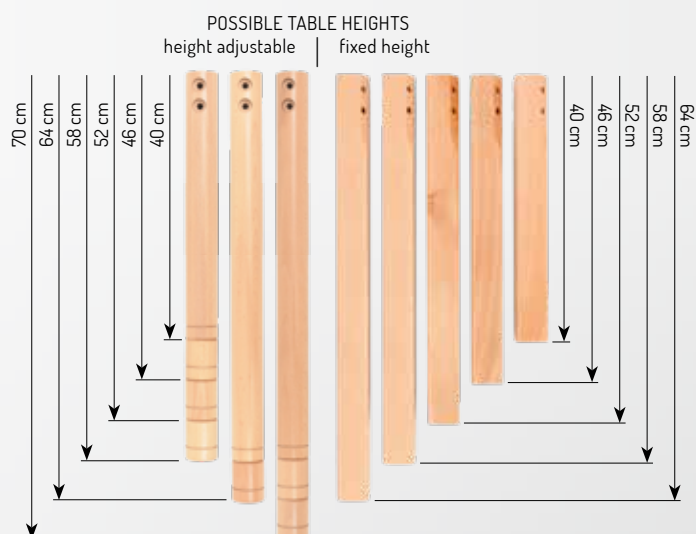 POSSIBLE TABLE HEIGHTS
height adjustable
fixed height
70 cm
64 cm
58 cm
52 cm
46 cm
40 cm
40 cm
46 cm
52 cm
58 cm
64 cm